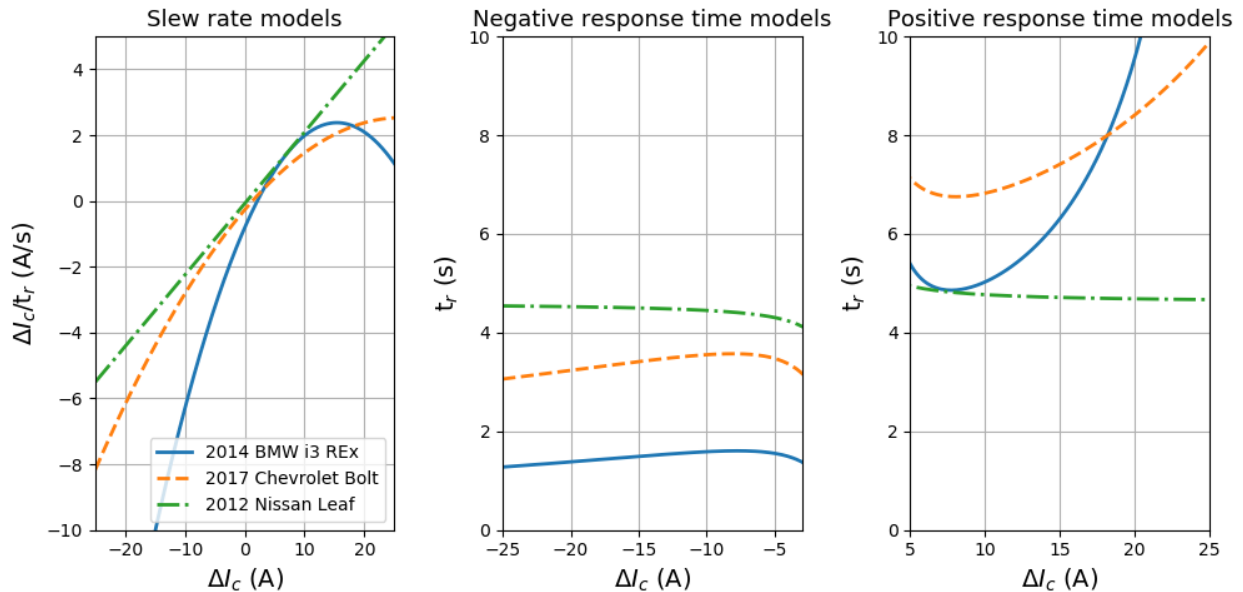 Slew rate models
ΔI_c/t_r (A/s)
4
2
0
−2
−4
−6
−8
−10
−20
−10
0
10
20
ΔI_c (A)
2014 BMW i3 REx
2017 Chevrolet Bolt
2012 Nissan Leaf
Negative response time models
t_r (s)
10
8
6
4
2
0
−25
−20
−15
−10
−5
ΔI_c (A)
Positive response time models
t_r (s)
10
8
6
4
2
0
5
10
15
20
25
ΔI_c (A)